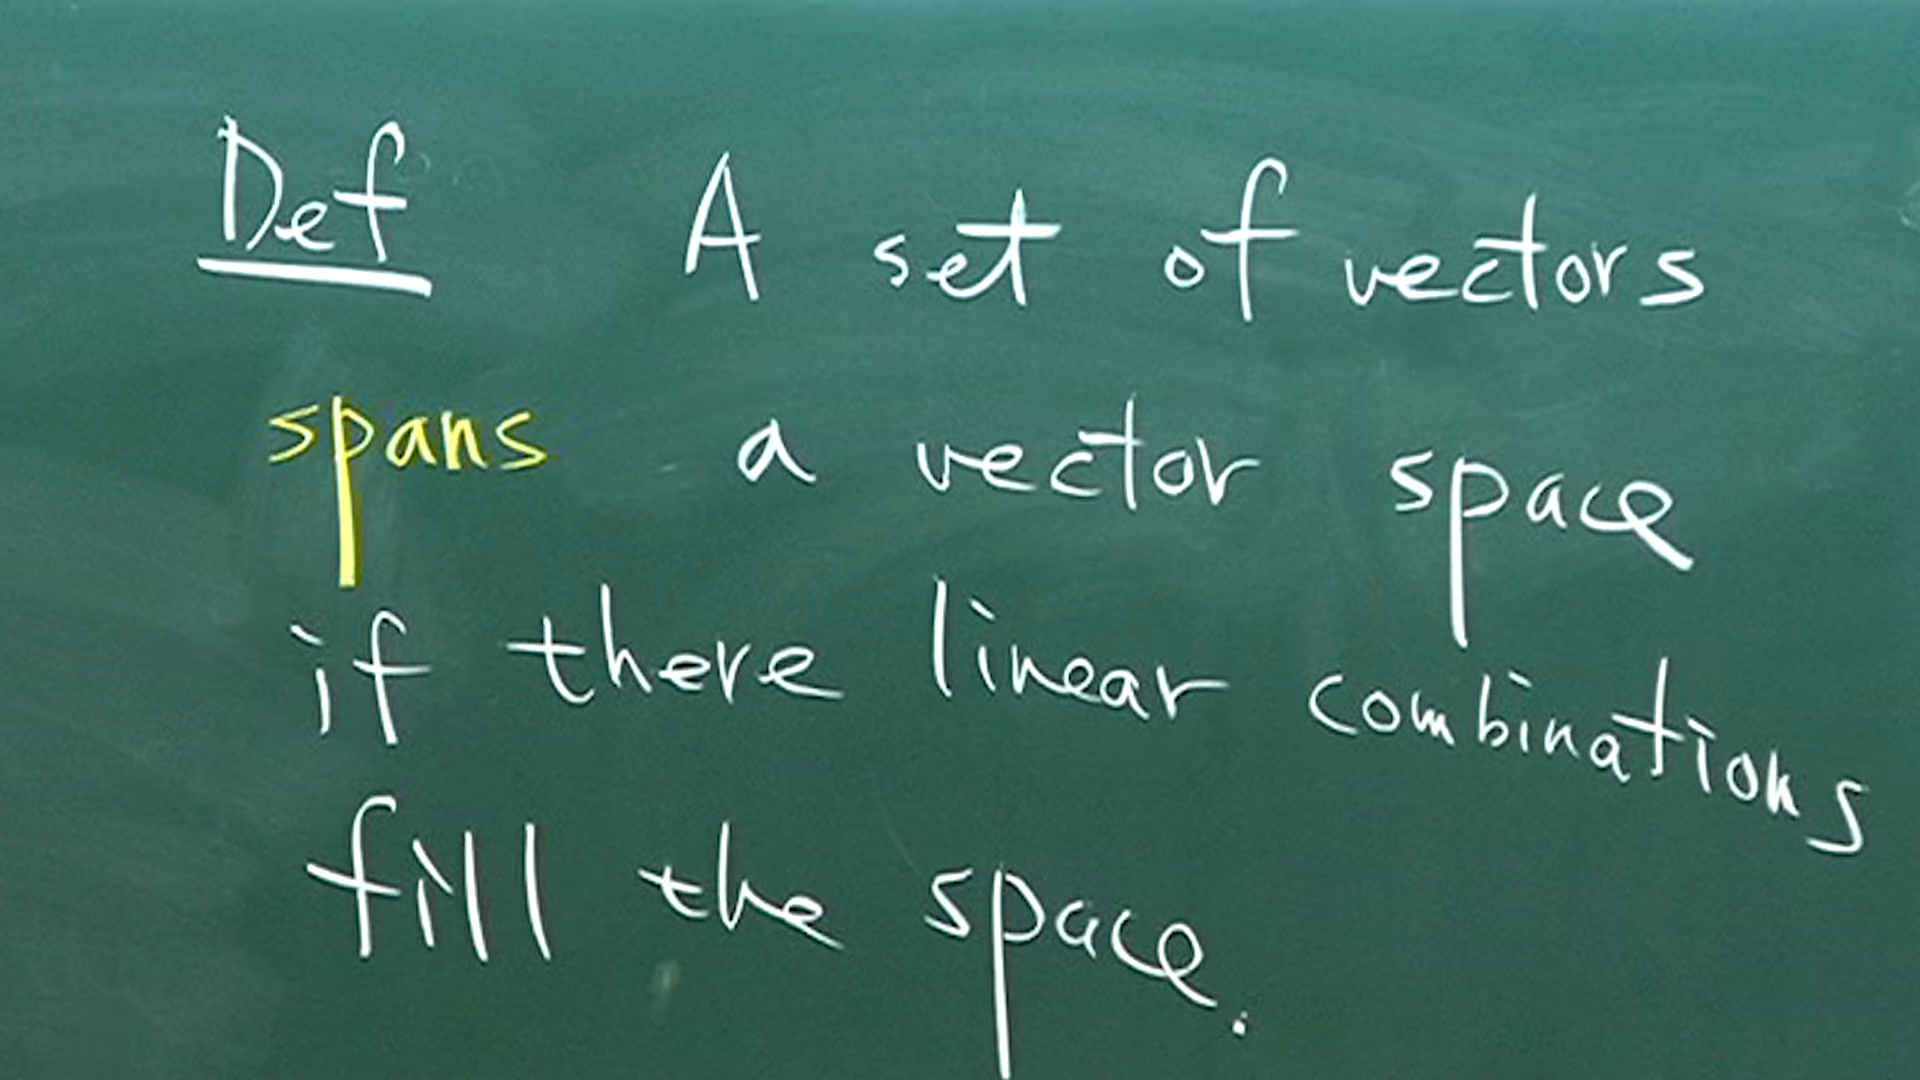 Def A set of vectors
spans a vector space
if there linear combinations
fill the space.